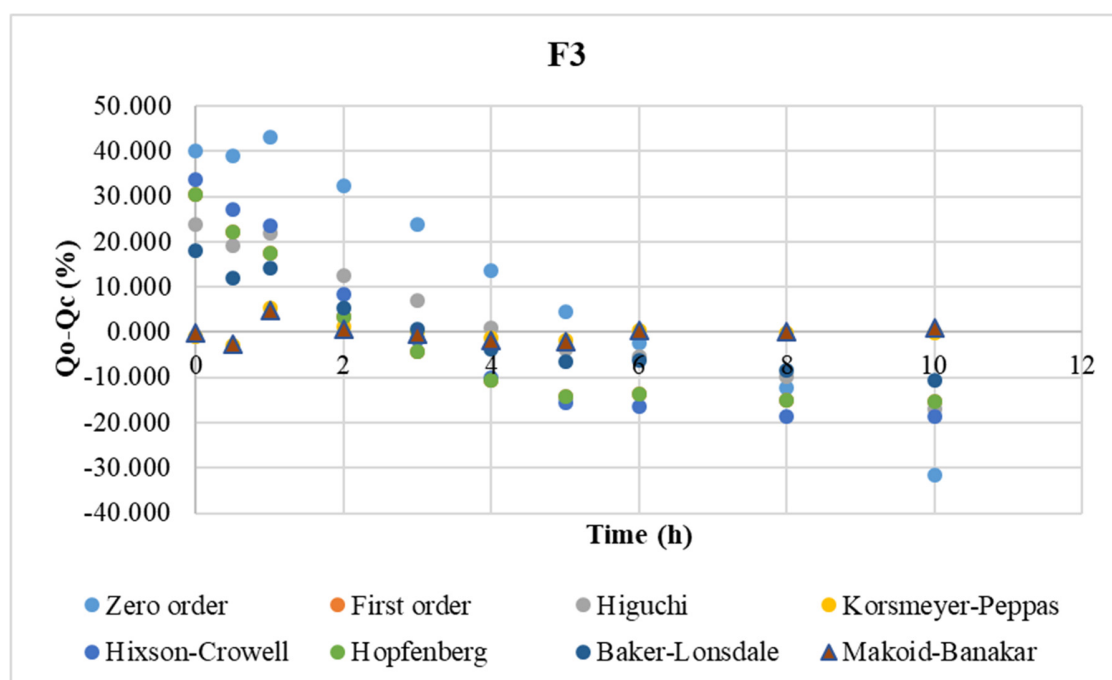 F3
50.000
40.000
30.000
20.000
10.000
0.000
-10.000
-20.000
-30.000
-40.000
Qo-Qc (%)
0 2 4 6 8 10 12
Time (h)
Zero order First order Higuchi Korsmeyer-Peppas
Hixson-Crowell Hopfenberg Baker-Lonsdale Makoid-Banakar